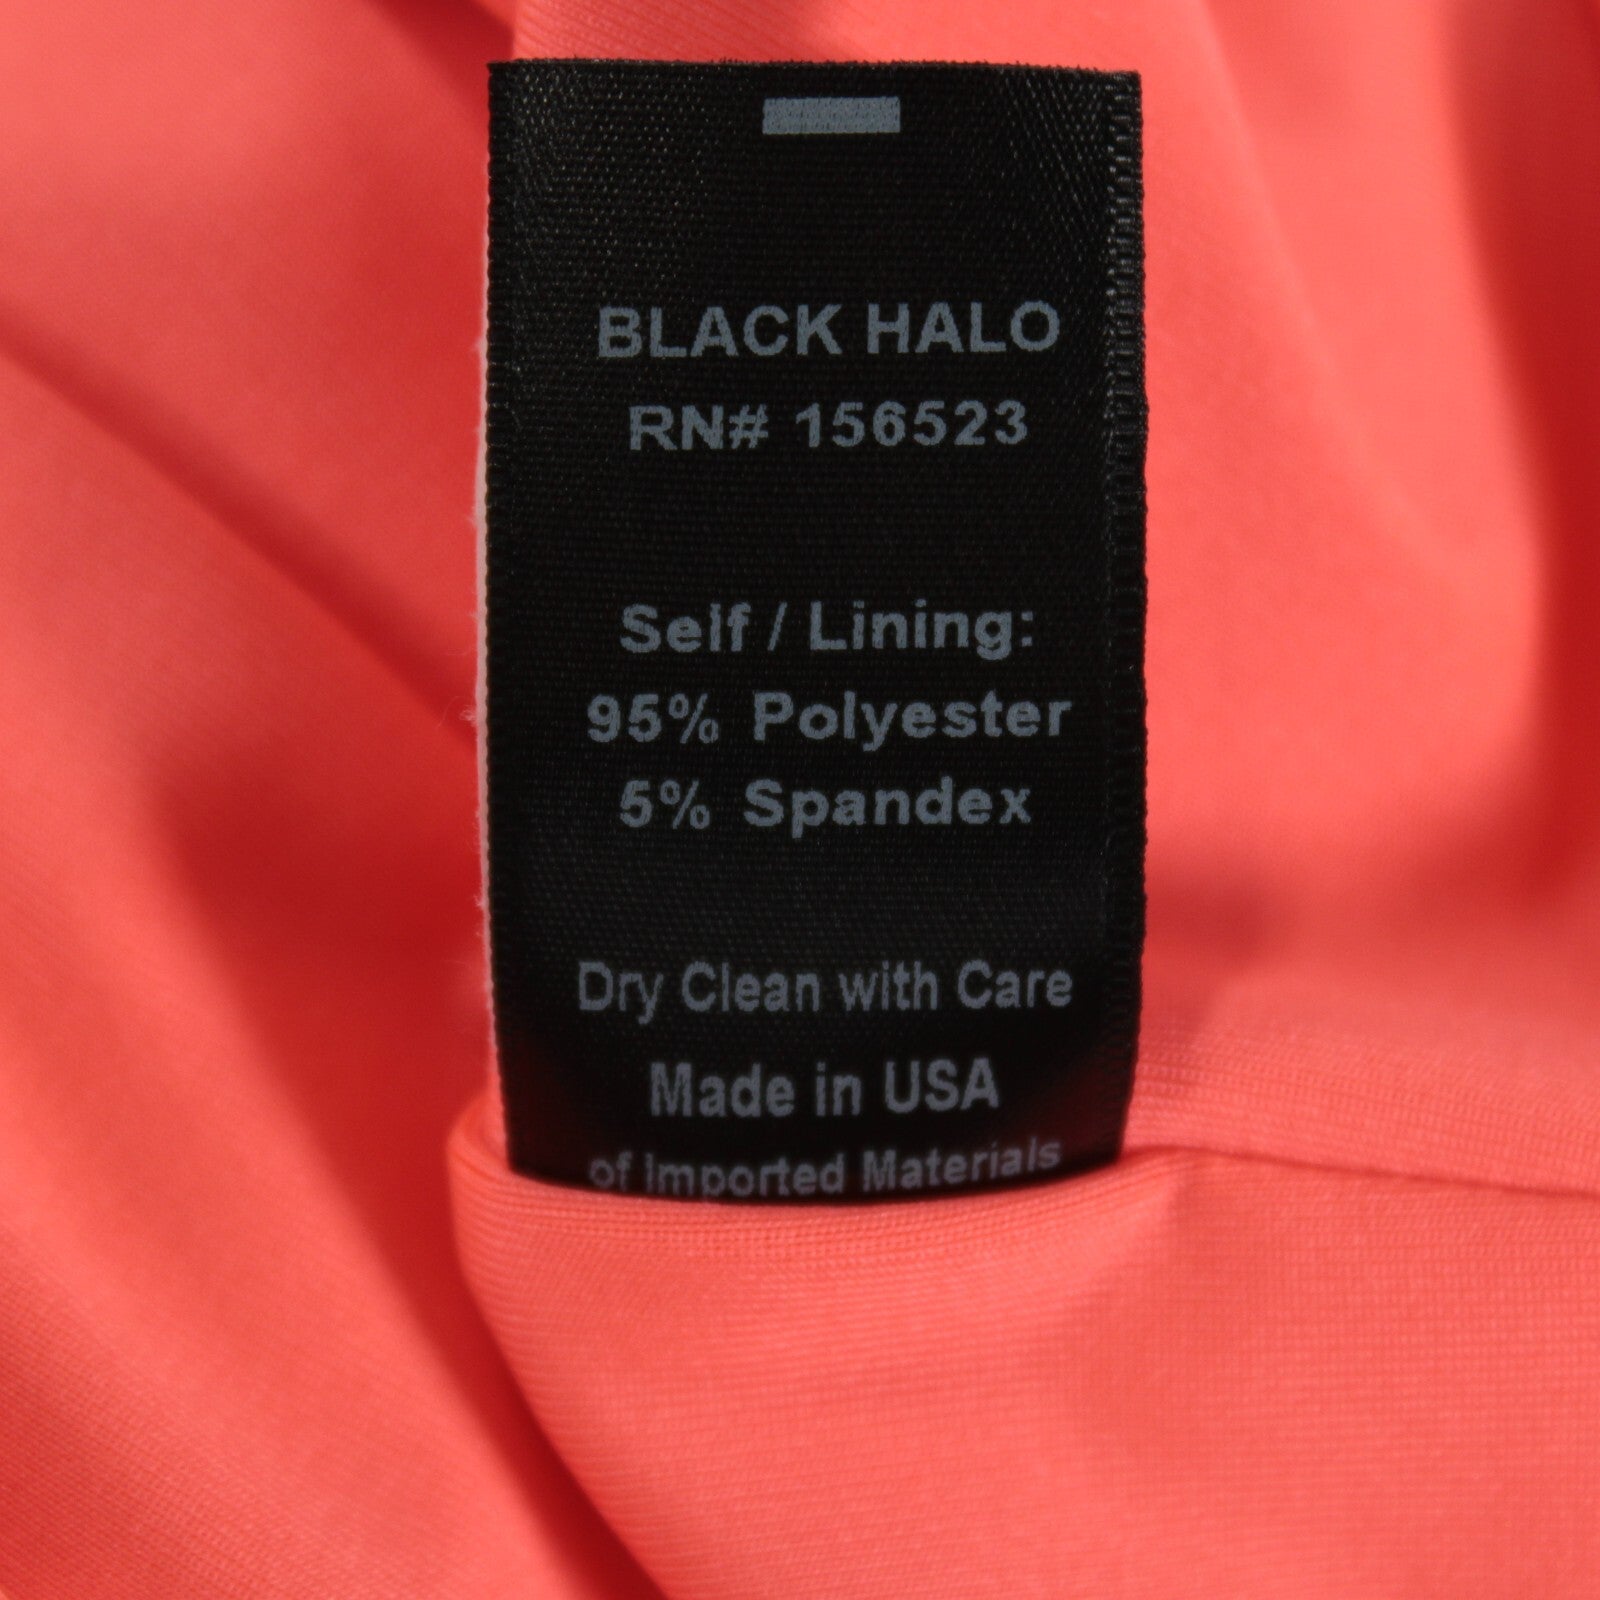 BLACK HALO
RN# 156523
Self / Lining:
95% Polyester
5% Spandex
Dry Clean with Care
Made in USA
of Imported Materials